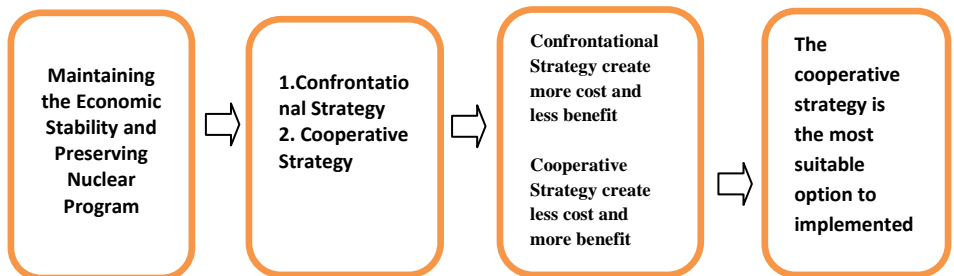 Maintaining
the Economic
Stability and
Preserving
Nuclear
Program
1.Confrontatio
nal Strategy
2. Cooperative
Strategy
Confrontational
Strategy create
more cost and
less benefit
Cooperative
Strategy create
less cost and
more benefit
The
cooperative
strategy is
the most
suitable
option to
implemented